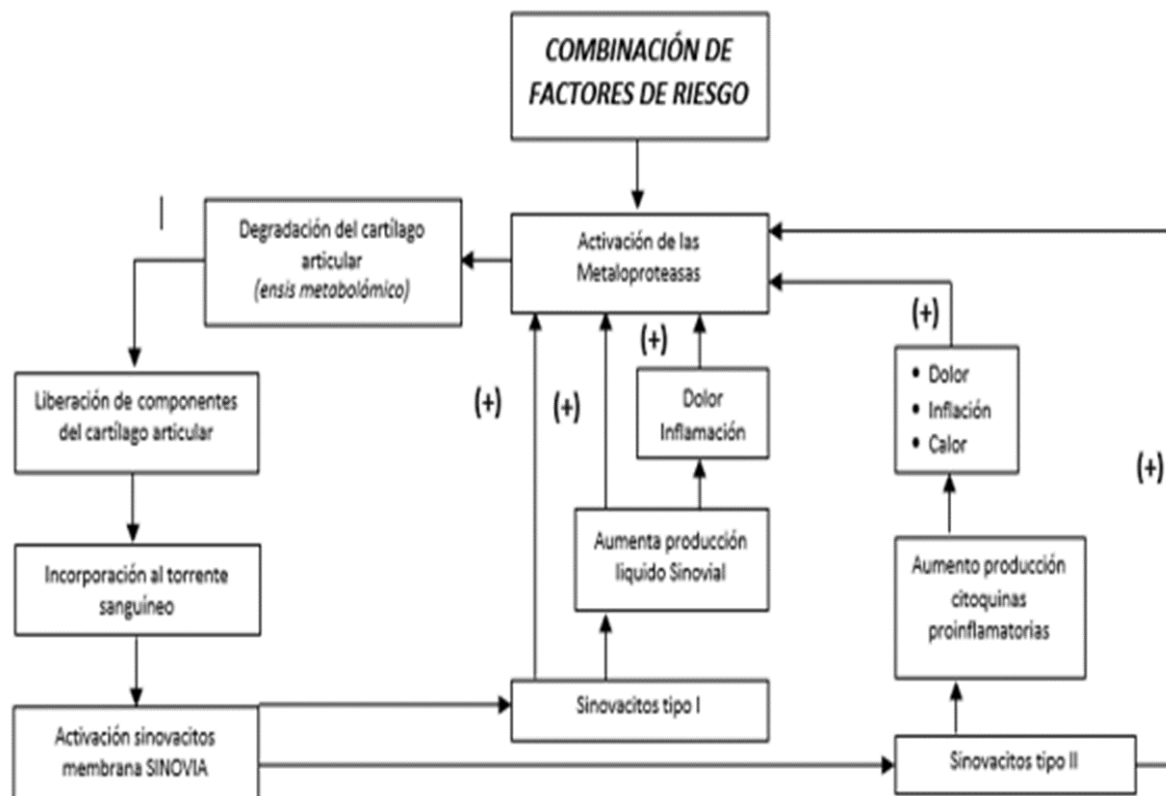 COMBINACIÓN DE
FACTORES DE RIESGO
Degradación del cartílago
articular
(ensis metabolómico)
Activación de las
Metaloproteasas
(+)
(+)
(+)
(+)
(+)
Dolor
Inflamación
• Dolor
• Inflación
• Calor
Liberación de componentes
del cartílago articular
Aumenta producción
liquido Sinovial
Aumento producción
citoquinas
proinflamatorias
Incorporación al torrente
sanguíneo
Activación sinovacitos
membrana SINOVIA
Sinovacitos tipo I
Sinovacitos tipo II